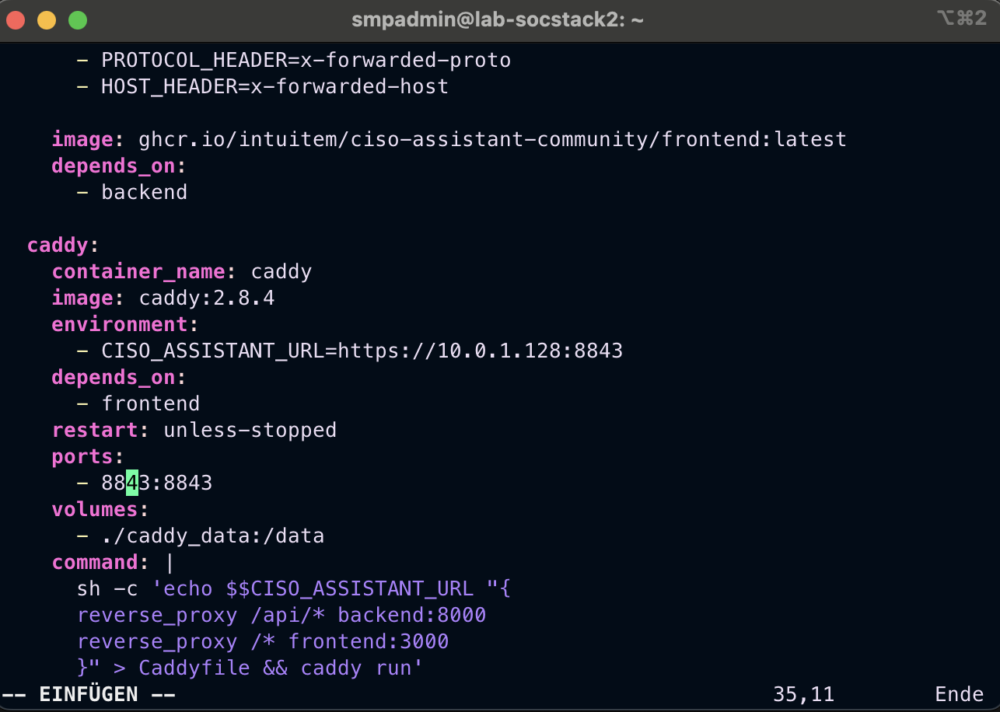 smpadmin@lab-socstack2: ~ ⌥⌘2
- PROTOCOL_HEADER=x-forwarded-proto
- HOST_HEADER=x-forwarded-host
image: ghcr.io/intuitem/ciso-assistant-community/frontend:latest
depends_on:
- backend
caddy:
container_name: caddy
image: caddy:2.8.4
environment:
- CISO_ASSISTANT_URL=https://10.0.1.128:8843
depends_on:
- frontend
restart: unless-stopped
ports:
- 8843:8843
volumes:
- ./caddy_data:/data
command: |
sh -c 'echo $$CISO_ASSISTANT_URL "{
reverse_proxy /api/* backend:8000
reverse_proxy /* frontend:3000
}" > Caddyfile && caddy run'
-- EINFÜGEN -- 35,11 Ende